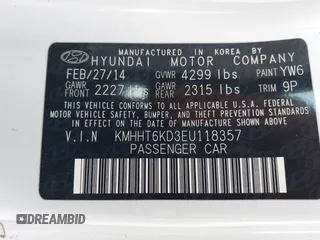 MANUFACTURED IN KOREA BY
HYUNDAI MOTOR COMPANY
FEB/27/14 GVWR 4299 lbs PAINT YW6
GAWR FRONT 2227 lbs GAWR REAR 2315 lbs TRIM 9P
THIS VEHICLE CONFORMS TO ALL APPLICABLE U.S.
FEDERAL MOTOR VEHICLE SAFETY, BUMPER, AND
THEFT PREVENTION STANDARDS IN EFFECT ON THE
DATE OF MANUFACTURE SHOWN ABOVE.
V.I.N KMHHT6KD3EU118357
PASSENGER CAR
DREAMBID